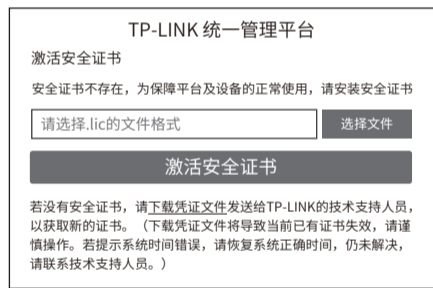 TP-LINK 统一管理平台
激活安全证书
安全证书不存在，为保障平台及设备的正常使用，请安装安全证书
请选择.lic的文件格式
选择文件
激活安全证书
若没有安全证书，请下载凭证文件发送给TP-LINK的技术支持人员，
以获取新的证书。（下载凭证文件将导致当前已有证书失效，请谨
慎操作。若提示系统时间错误，请恢复系统正确时间，仍未解决，
请联系技术支持人员。）